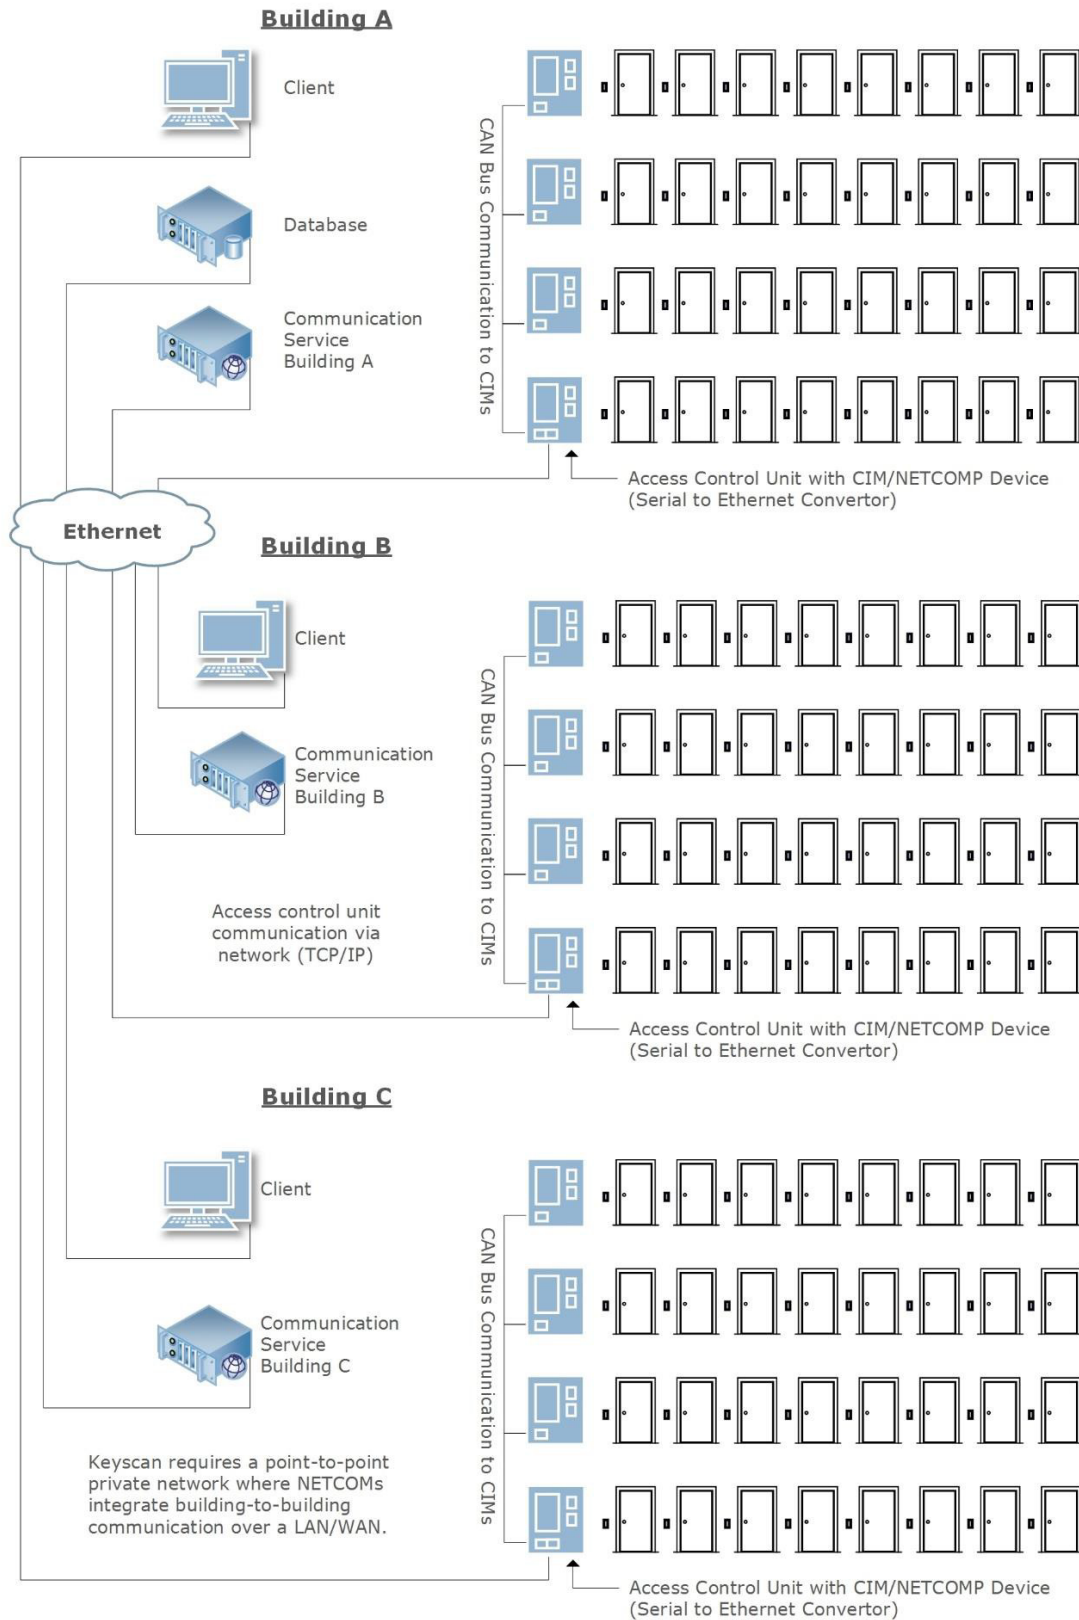 Building A
Client
Database
Communication
Service
Building A
CAN Bus Communication to CIMs
Access Control Unit with CIM/NETCOMP Device
(Serial to Ethernet Convertor)
Ethernet
Building B
Client
Communication
Service
Building B
CAN Bus Communication to CIMs
Access control unit
communication via
network (TCP/IP)
Access Control Unit with CIM/NETCOMP Device
(Serial to Ethernet Convertor)
Building C
Client
Communication
Service
Building C
CAN Bus Communication to CIMs
Keyscan requires a point-to-point
private network where NETCOMs
integrate building-to-building
communication over a LAN/WAN.
Access Control Unit with CIM/NETCOMP Device
(Serial to Ethernet Convertor)